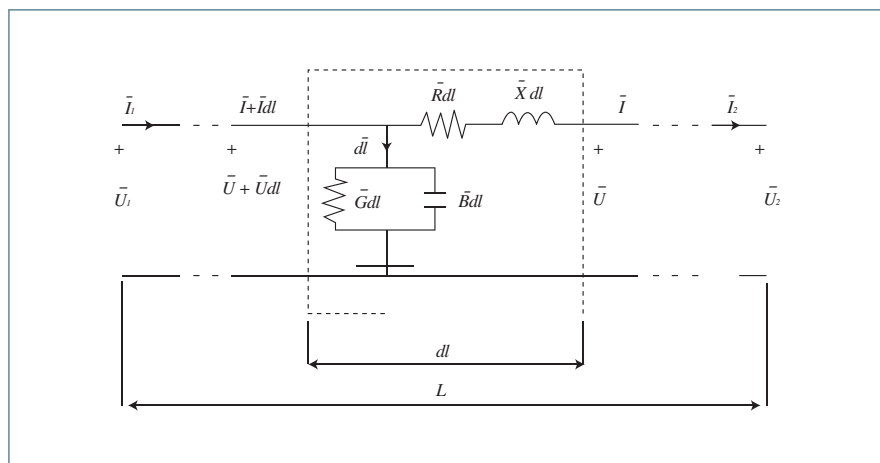 R̄dl X̄ dl
Ī₁ Ī+Īdl Ī Ī₂
dĪ
+ + + +
Ū₁ Ū + Ūdl Ḡdl B̄dl Ū Ū₂
dl
L